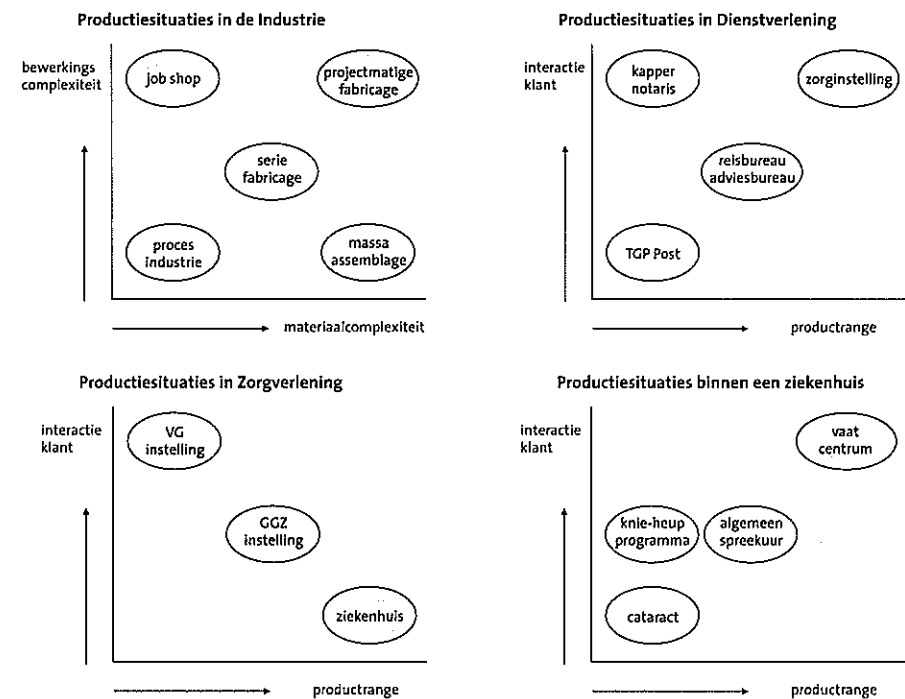 Productiesituaties in de Industrie
bewerkings
complexiteit
job shop
projectmatige
fabricage
serie
fabricage
proces
industrie
massa
assemblage
materiaalcomplexiteit
Productiesituaties in Dienstverlening
interactie
klant
kapper
notaris
zorginstelling
reisbureau
adviesbureau
TGP Post
productrange
Productiesituaties in Zorgverlening
interactie
klant
VG
instelling
GGZ
instelling
ziekenhuis
productrange
Productiesituaties binnen een ziekenhuis
interactie
klant
vaat
centrum
knie-heup
programma
algemeen
spreekuur
cataract
productrange